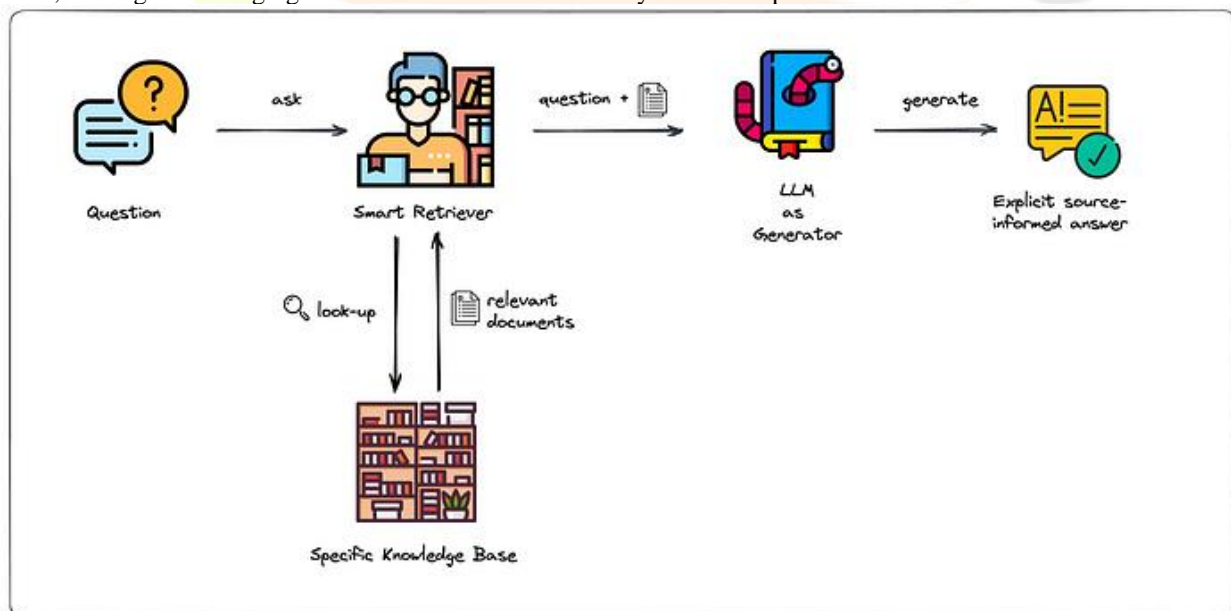 ask
question +
generate
?
A!
Question
Smart Retriever
LLM
as
Generator
Explicit source-
informed answer
look-up
relevant
documents
Specific Knowledge Base